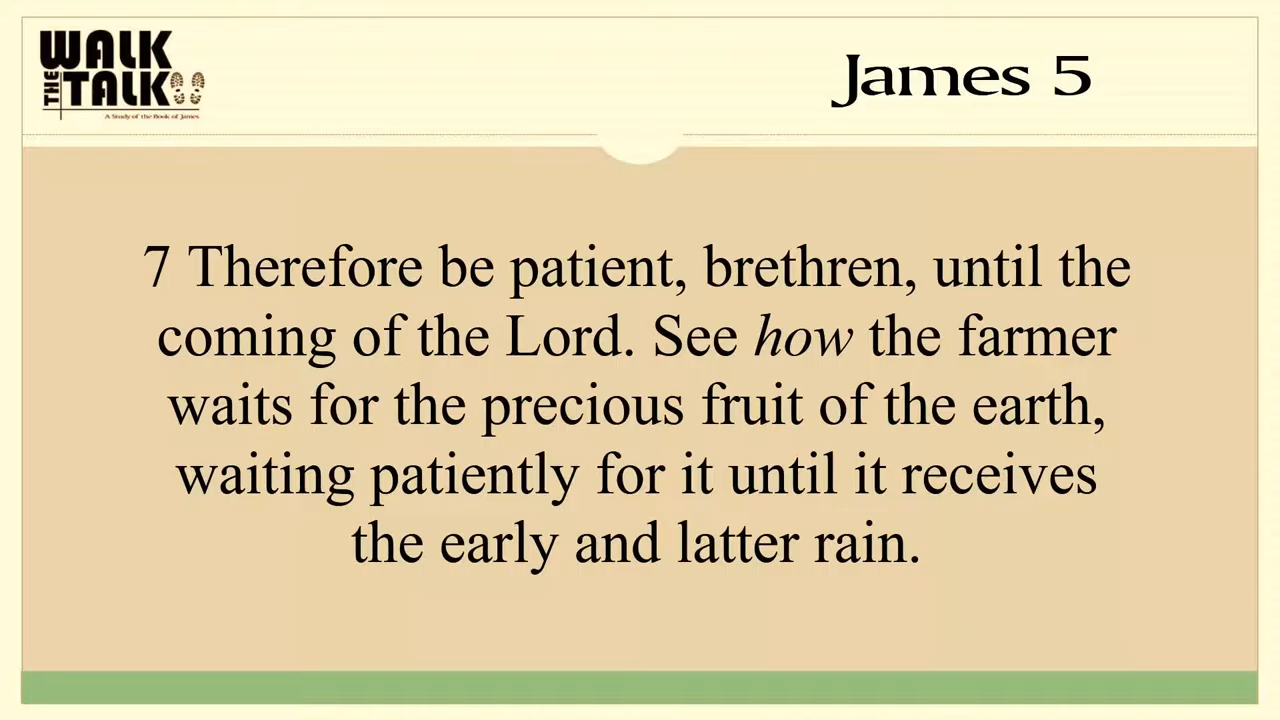 WALK
THE TALK
A Study of the Book of James
James 5
7 Therefore be patient, brethren, until the
coming of the Lord. See how the farmer
waits for the precious fruit of the earth,
waiting patiently for it until it receives
the early and latter rain.